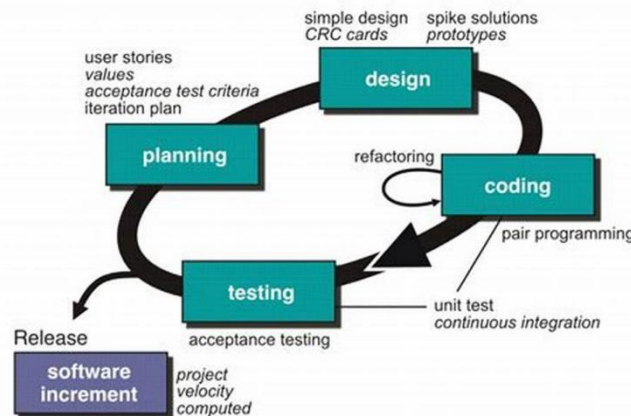 simple design
CRC cards
spike solutions
prototypes
design
user stories
values
acceptance test criteria
iteration plan
planning
refactoring
coding
pair programming
testing
unit test
continuous integration
acceptance testing
Release
software
increment
project
velocity
computed